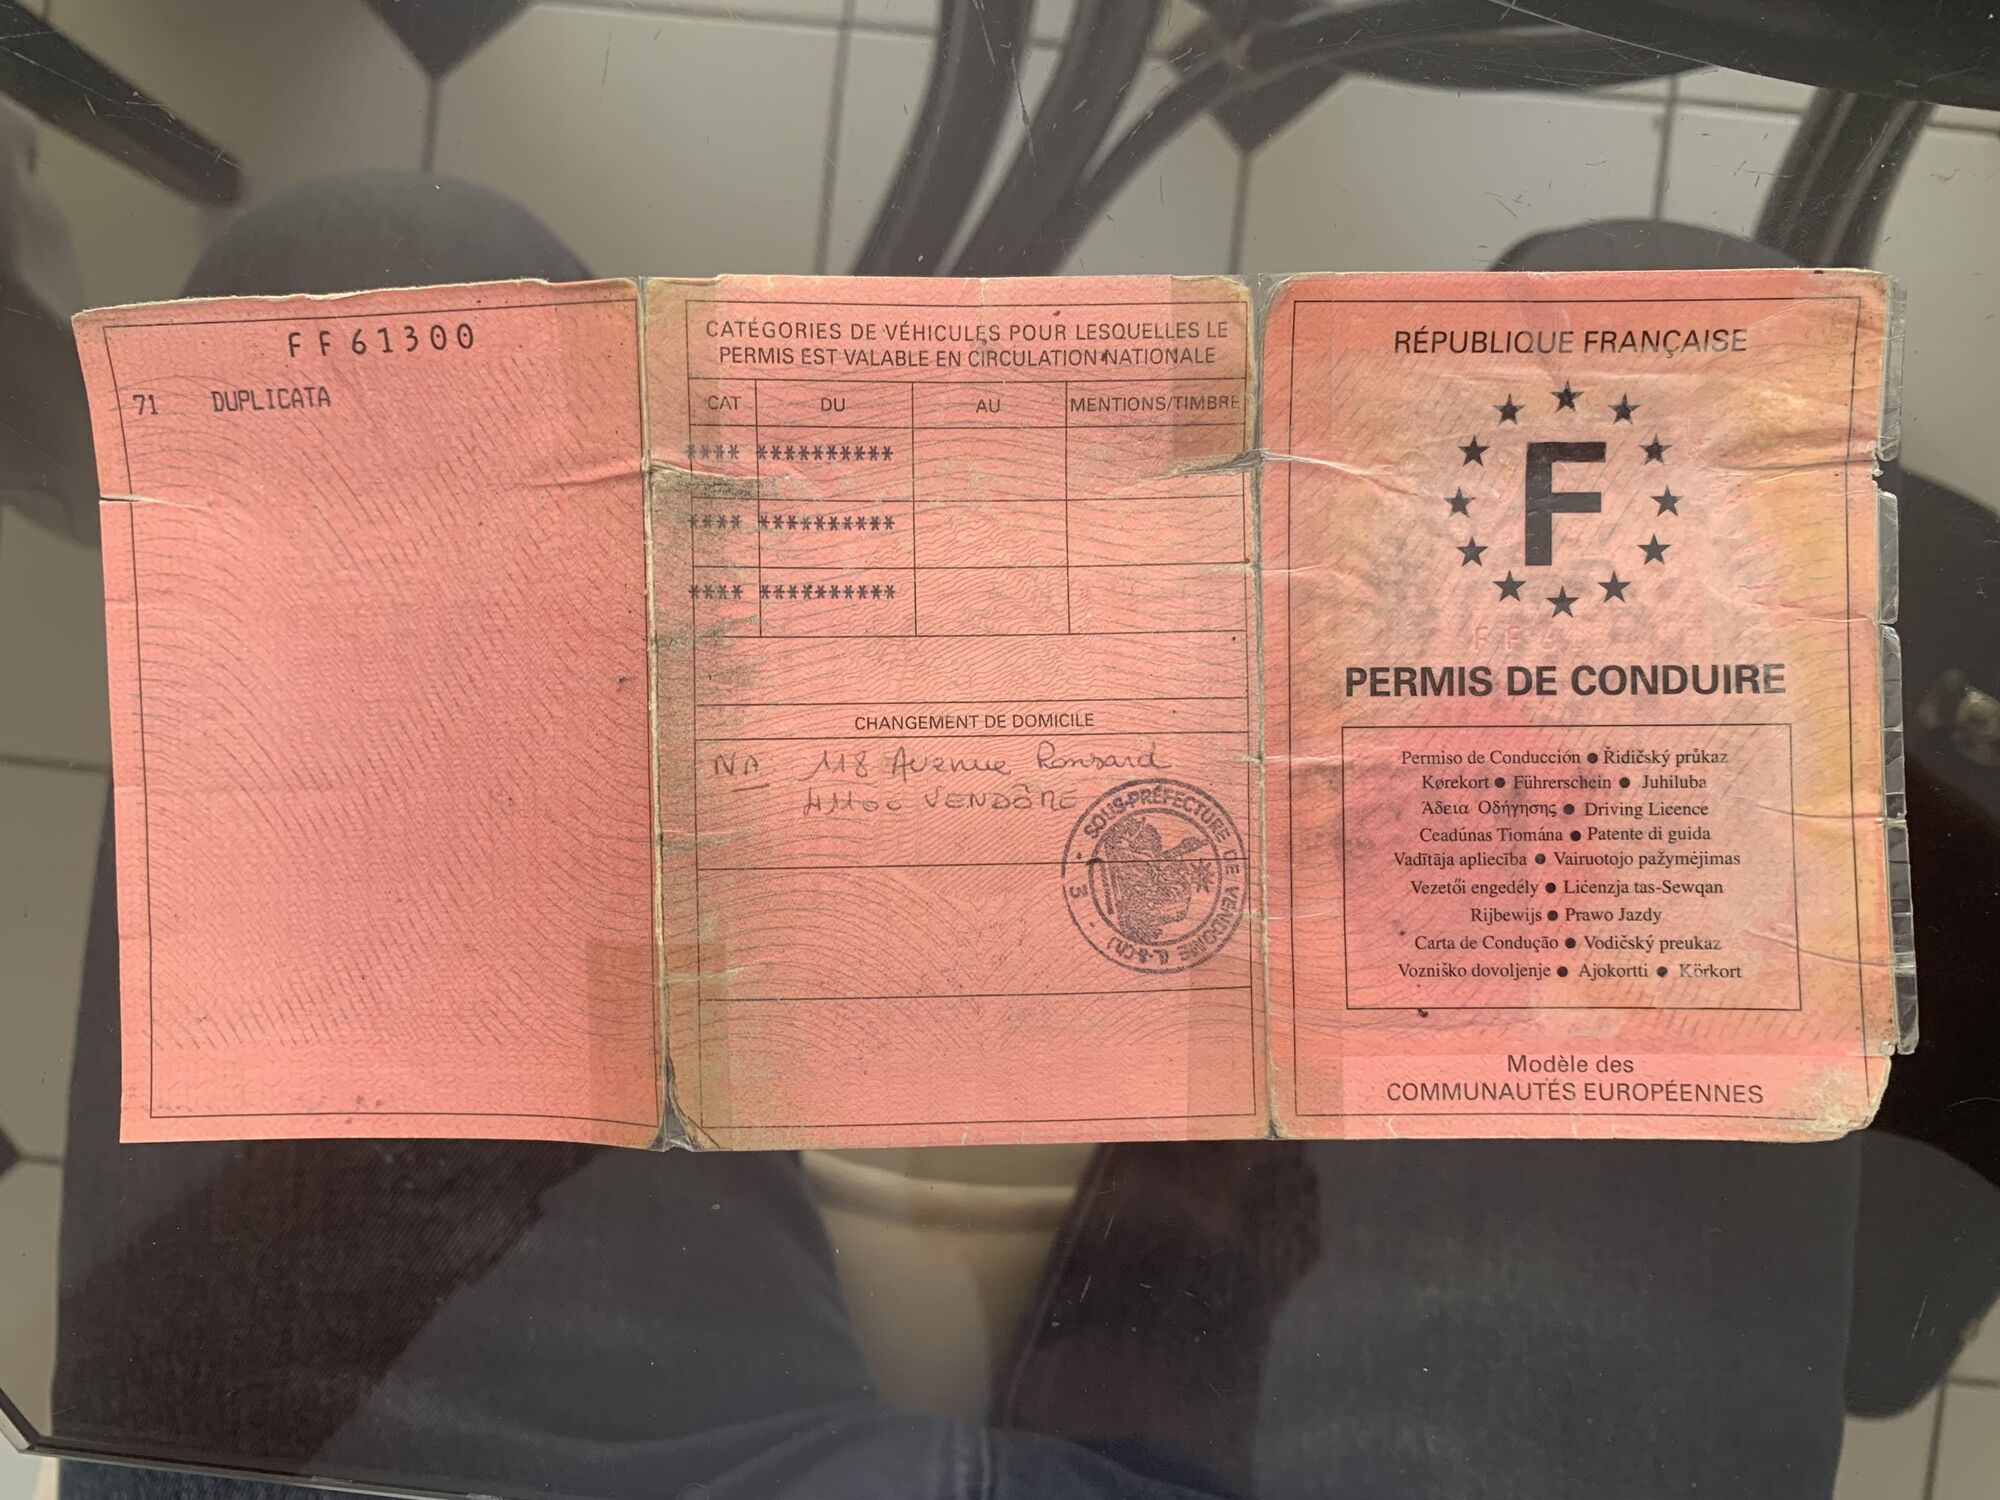 FF61300
71 DUPLICATA
CATÉGORIES DE VÉHICULES POUR LESQUELLES LE
PERMIS EST VALABLE EN CIRCULATION NATIONALE
CAT DU AU MENTIONS/TIMBRE
**** **********
**** **********
**** **********
CHANGEMENT DE DOMICILE
NA 118 Avenue Ronsard
41100 VENDÔME
SOUS-PRÉFECTURE DE VENDOME (L.&CH.)
- 3 -
RÉPUBLIQUE FRANÇAISE
F
PERMIS DE CONDUIRE
Permiso de Conducción ● Řidičský průkaz
Kørekort ● Führerschein ● Juhiluba
Άδεια Οδήγησης ● Driving Licence
Ceadúnas Tiomána ● Patente di guida
Vadītāja apliecība ● Vairuotojo pažymėjimas
Vezetői engedély ● Liċenzja tas-Sewqan
Rijbewijs ● Prawo Jazdy
Carta de Condução ● Vodičský preukaz
Vozniško dovoljenje ● Ajokortti ● Körkort
Modèle des
COMMUNAUTÉS EUROPÉENNES